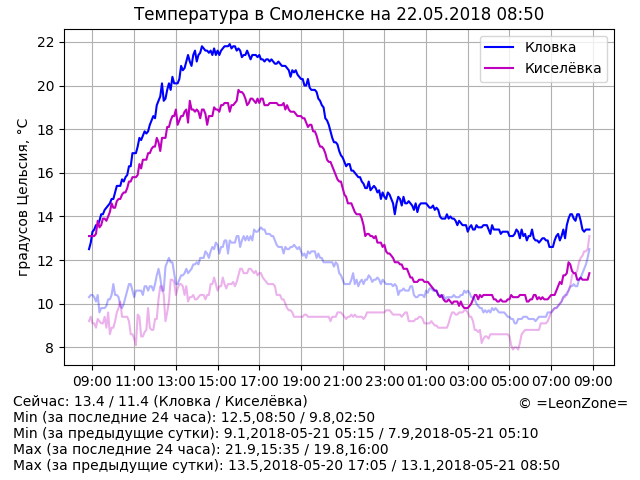 Температура в Смоленске на 22.05.2018 08:50
Кловка
Киселёвка
градусов Цельсия, °C
22
20
18
16
14
12
10
8
09:00 11:00 13:00 15:00 17:00 19:00 21:00 23:00 01:00 03:00 05:00 07:00 09:00
Сейчас: 13.4 / 11.4 (Кловка / Киселёвка)
© =LeonZone=
Min (за последние 24 часа): 12.5,08:50 / 9.8,02:50
Min (за предыдущие сутки): 9.1,2018-05-21 05:15 / 7.9,2018-05-21 05:10
Max (за последние 24 часа): 21.9,15:35 / 19.8,16:00
Max (за предыдущие сутки): 13.5,2018-05-20 17:05 / 13.1,2018-05-21 08:50